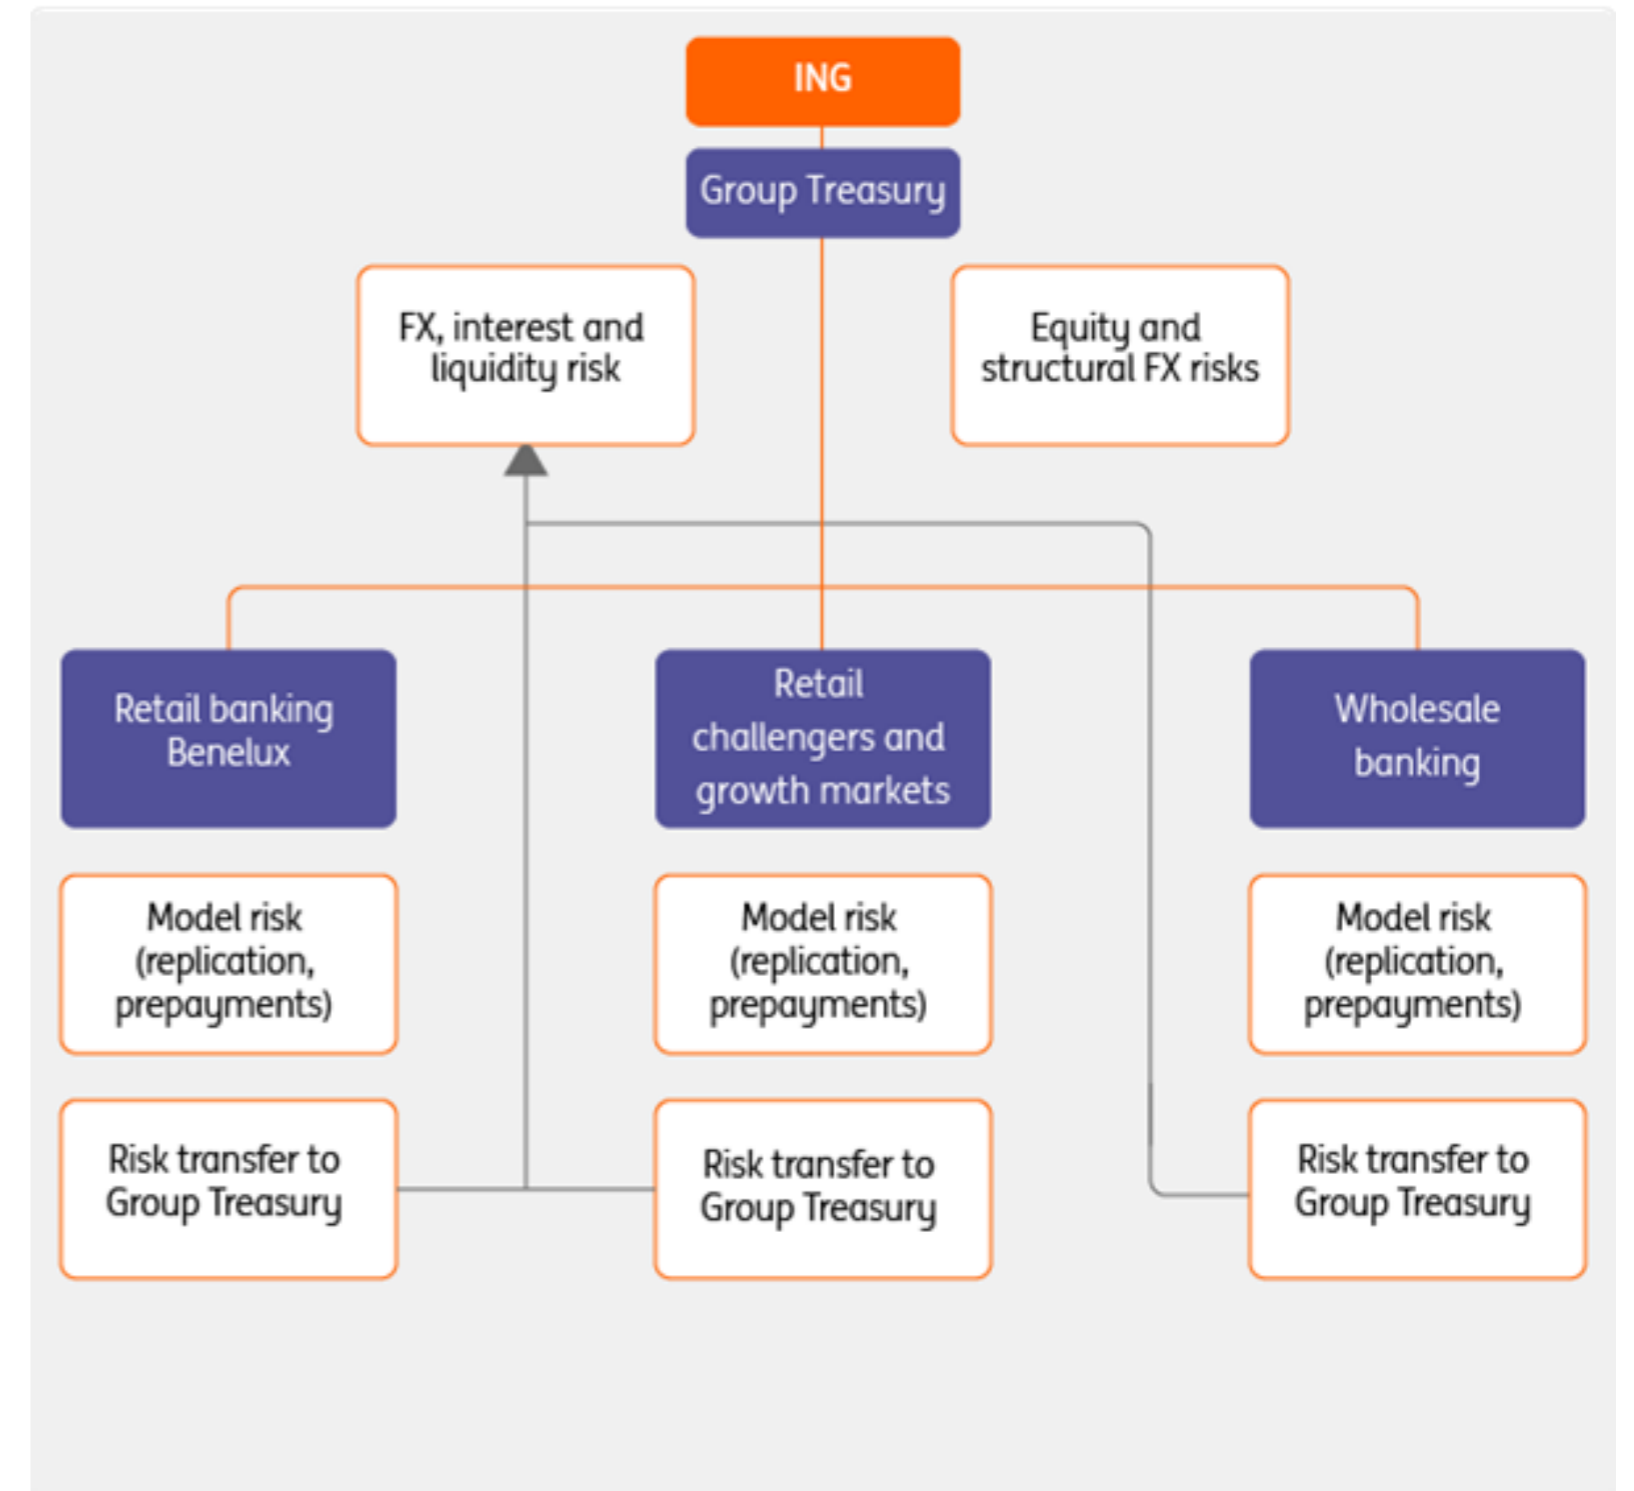 ING
Group Treasury
FX, interest and
liquidity risk
Equity and
structural FX risks
Retail banking
Benelux
Retail
challengers and
growth markets
Wholesale
banking
Model risk
(replication,
prepayments)
Model risk
(replication,
prepayments)
Model risk
(replication,
prepayments)
Risk transfer to
Group Treasury
Risk transfer to
Group Treasury
Risk transfer to
Group Treasury